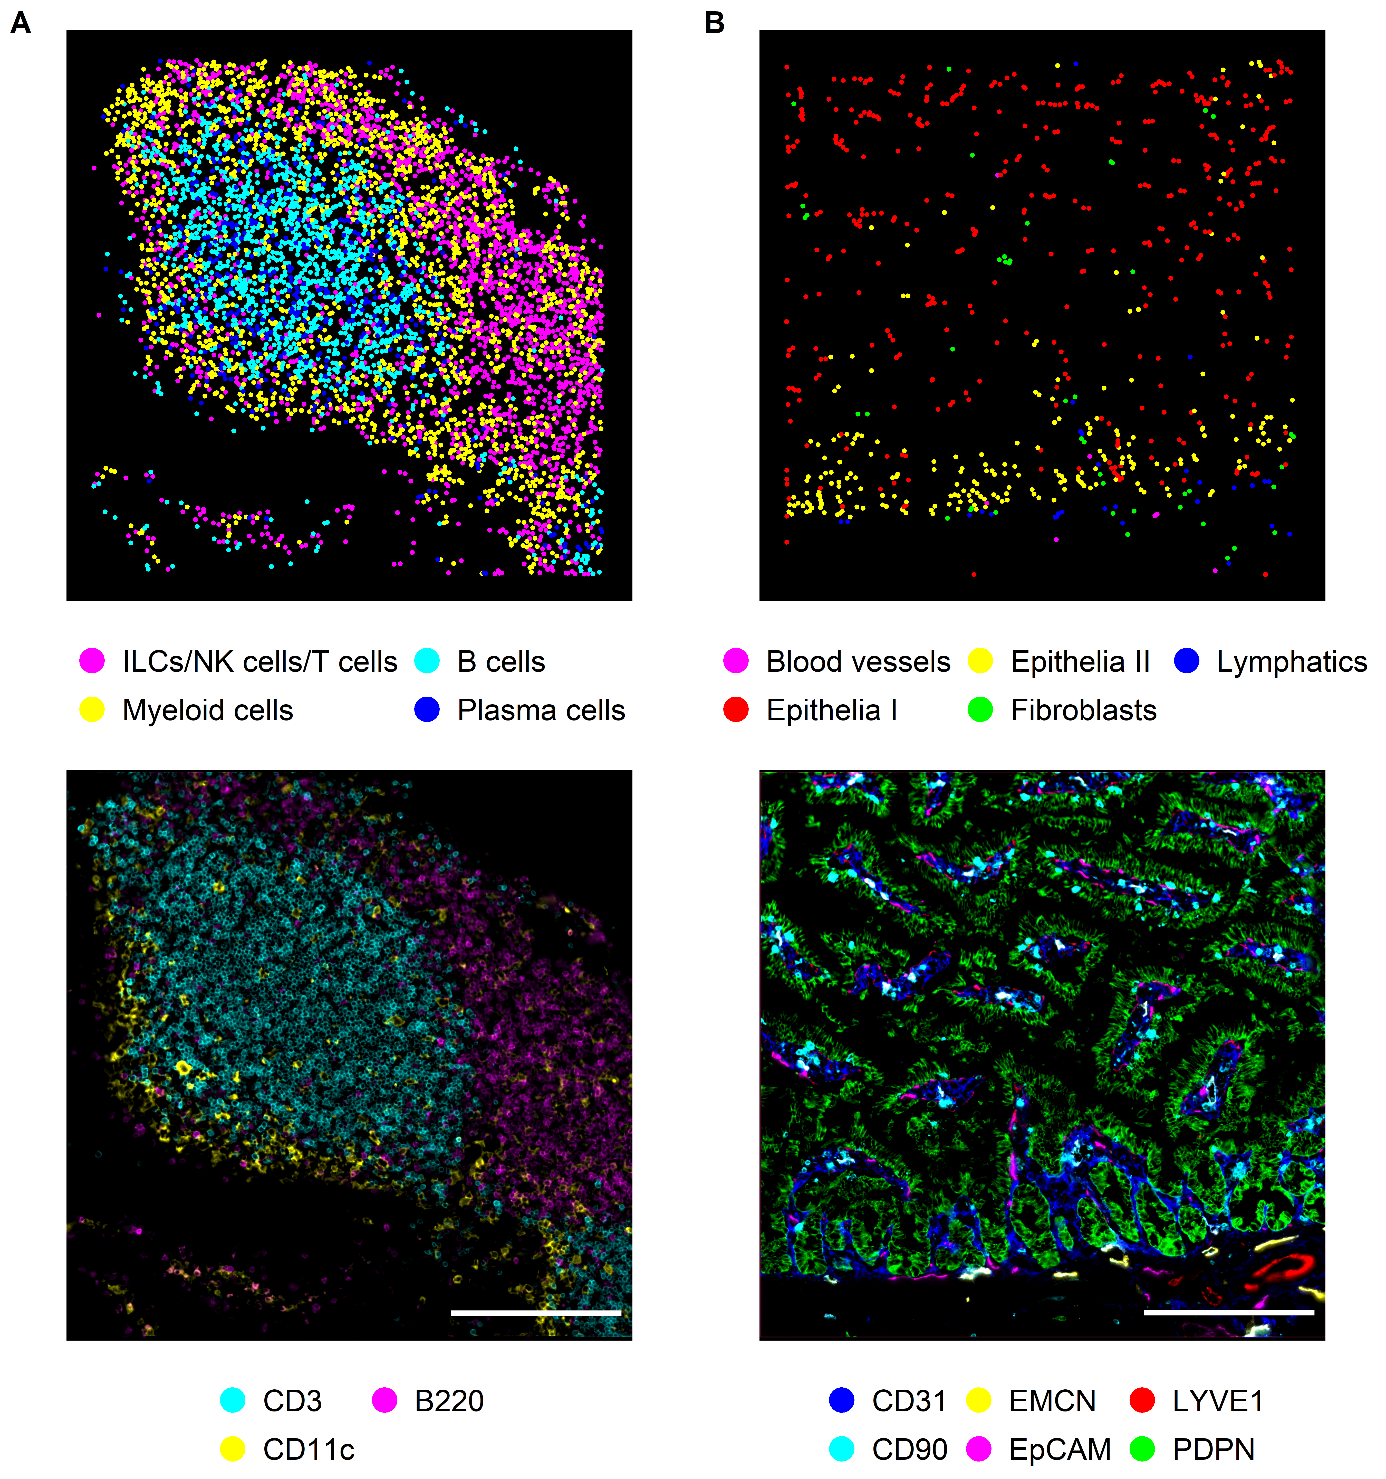 A
B
ILCs/NK cells/T cells B cells
Myeloid cells Plasma cells
Blood vessels Epithelia II Lymphatics
Epithelia I Fibroblasts
CD3 B220
CD11c
CD31 EMCN LYVE1
CD90 EpCAM PDPN